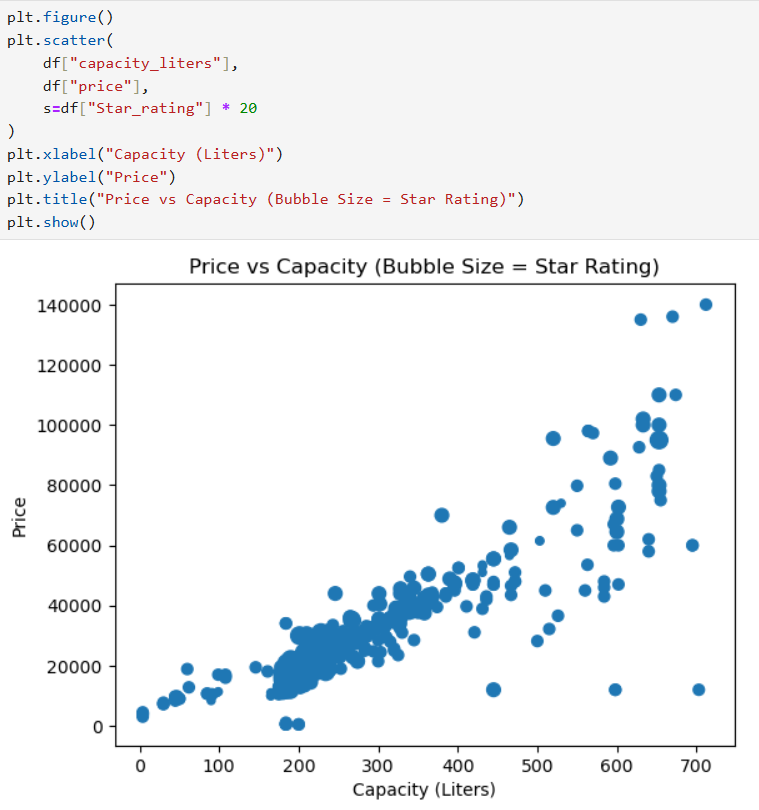 plt.figure()
plt.scatter(
    df["capacity_liters"],
    df["price"],
    s=df["Star_rating"] * 20
)
plt.xlabel("Capacity (Liters)")
plt.ylabel("Price")
plt.title("Price vs Capacity (Bubble Size = Star Rating)")
plt.show()
Price vs Capacity (Bubble Size = Star Rating)
140000
120000
100000
80000
60000
40000
20000
0
Price
0 100 200 300 400 500 600 700
Capacity (Liters)